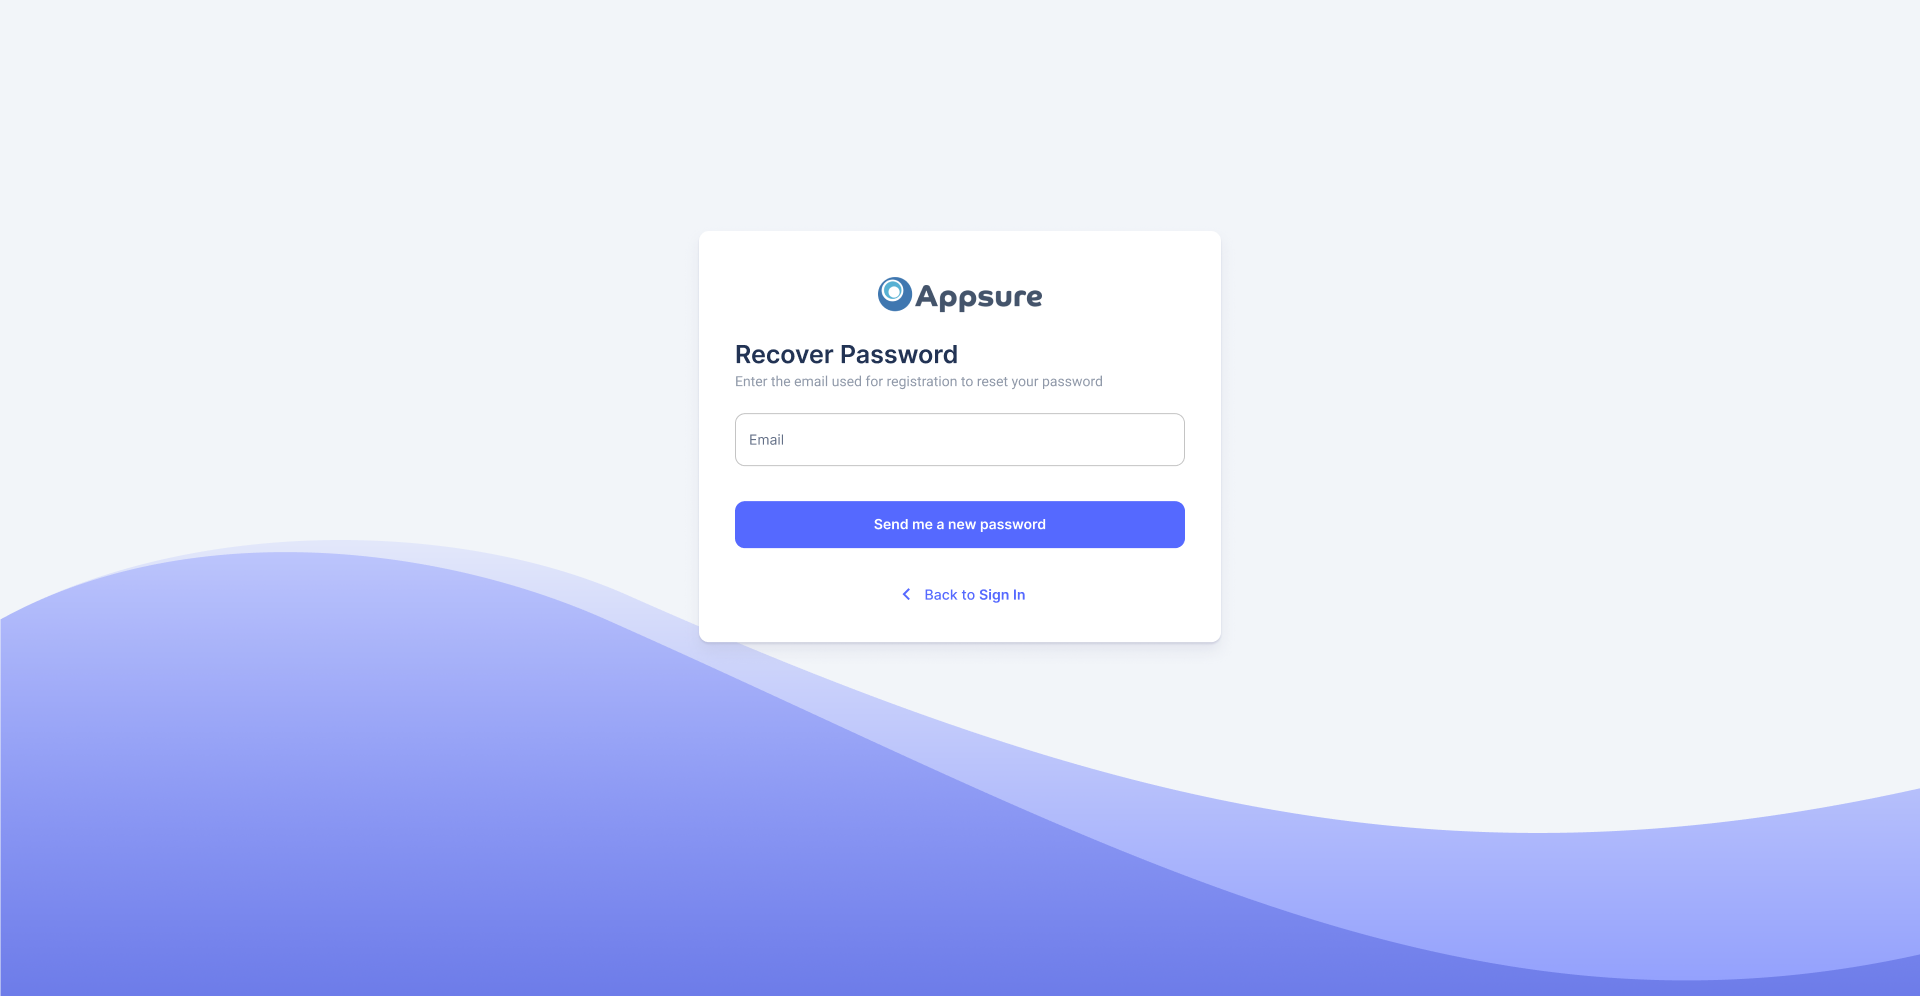 Appsure
Recover Password
Enter the email used for registration to reset your password
Email
Send me a new password
Back to Sign In